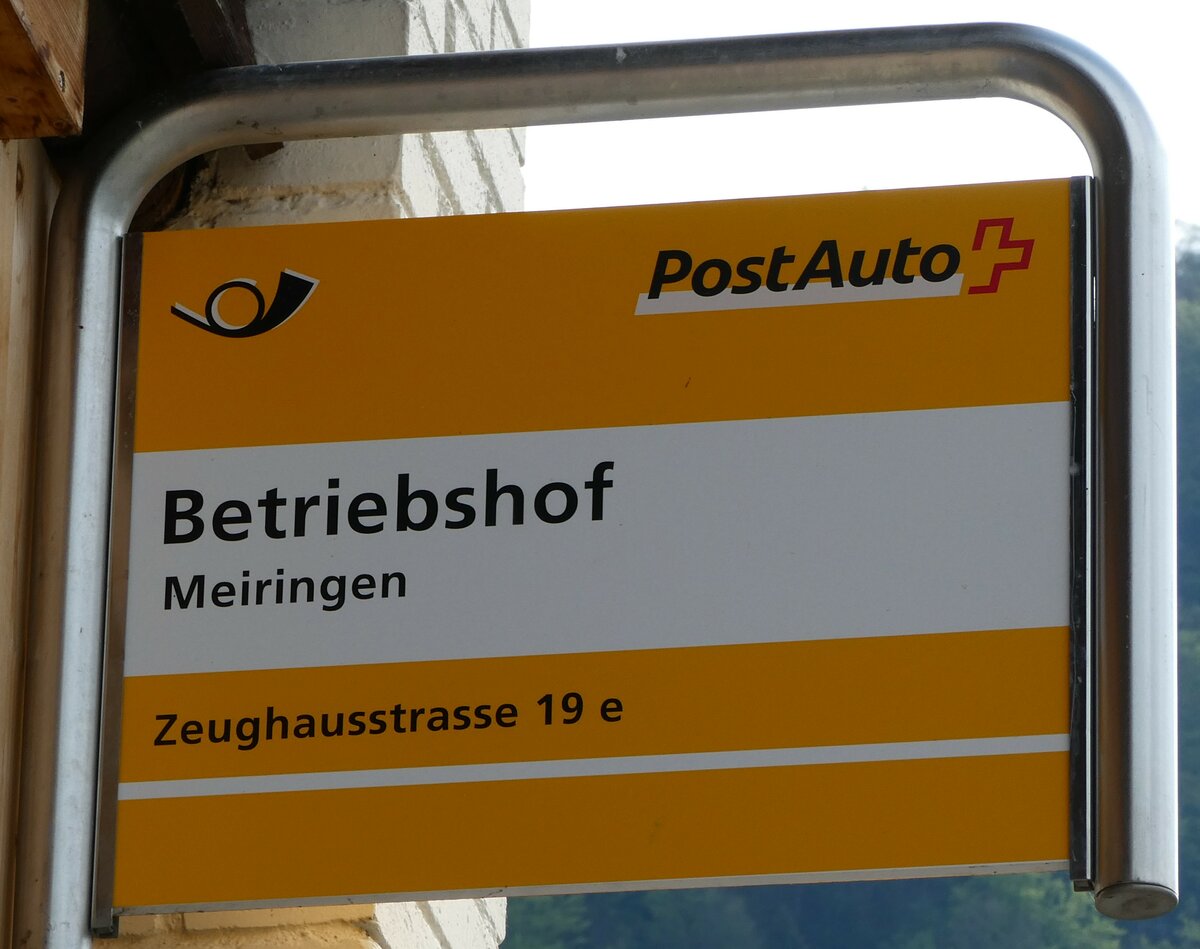 PostAuto
Betriebshof
Meiringen
Zeughausstrasse 19 e